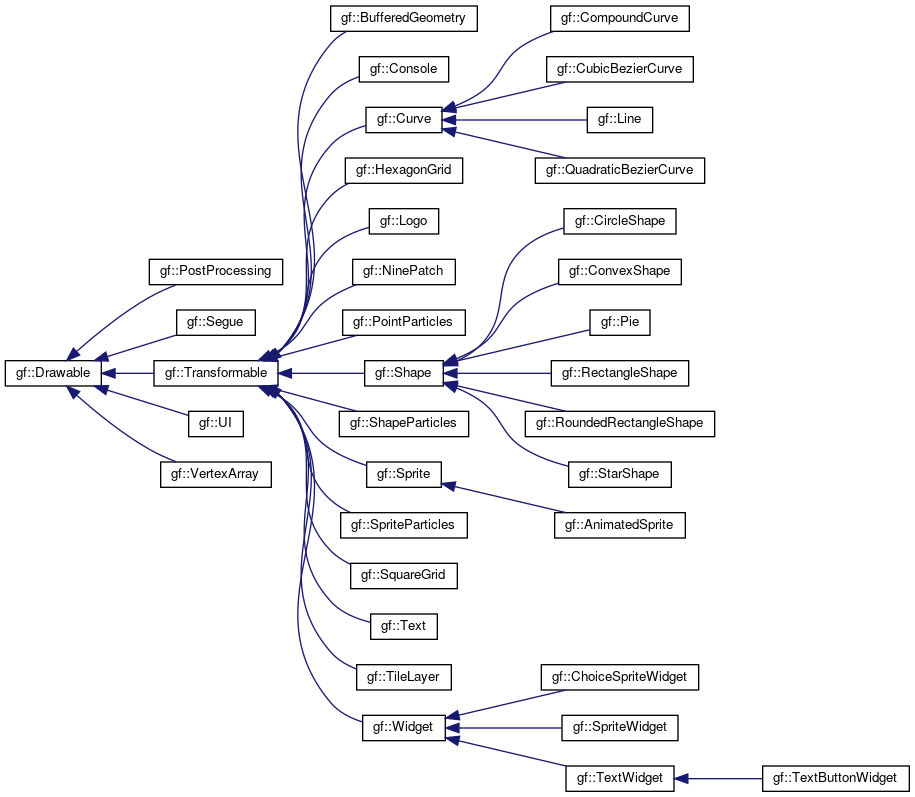 gf::BufferedGeometry
gf::CompoundCurve
gf::Console
gf::CubicBezierCurve
gf::Curve
gf::Line
gf::HexagonGrid
gf::QuadraticBezierCurve
gf::Logo
gf::CircleShape
gf::PostProcessing
gf::NinePatch
gf::ConvexShape
gf::Segue
gf::PointParticles
gf::Pie
gf::Drawable
gf::Transformable
gf::Shape
gf::RectangleShape
gf::UI
gf::ShapeParticles
gf::RoundedRectangleShape
gf::VertexArray
gf::Sprite
gf::StarShape
gf::SpriteParticles
gf::AnimatedSprite
gf::SquareGrid
gf::Text
gf::TileLayer
gf::ChoiceSpriteWidget
gf::Widget
gf::SpriteWidget
gf::TextWidget
gf::TextButtonWidget